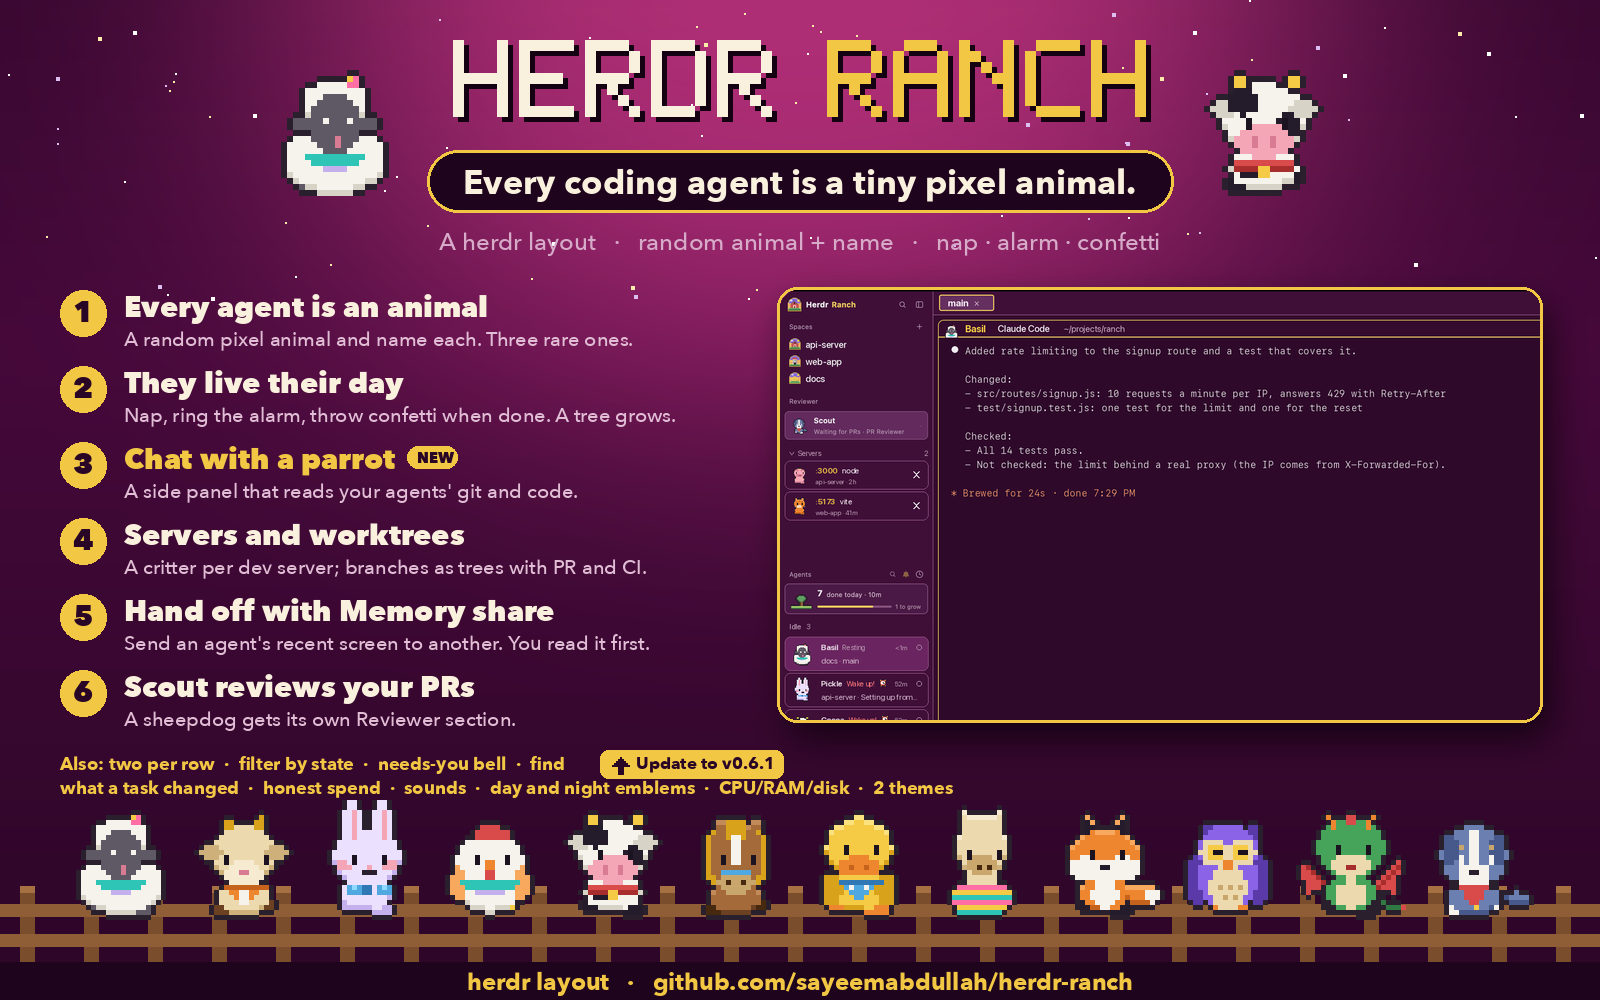 HERDR RANCH
Every coding agent is a tiny pixel animal.
A herdr layout · random animal + name · nap · alarm · confetti
1 Every agent is an animal
A random pixel animal and name each. Three rare ones.
2 They live their day
Nap, ring the alarm, throw confetti when done. A tree grows.
3 Chat with a parrot NEW
A side panel that reads your agents' git and code.
4 Servers and worktrees
A critter per dev server; branches as trees with PR and CI.
5 Hand off with Memory share
Send an agent's recent screen to another. You read it first.
6 Scout reviews your PRs
A sheepdog gets its own Reviewer section.
Herdr Ranch
Spaces +
api-server
web-app
docs
Reviewer
Scout
Waiting for PRs · PR Reviewer
Servers 2
:3000 node X
api-server 2h
:5173 vite X
web-app 41m
Agents
7 done today · 10m
1 to grow
Idle 3
Basil Resting <1m
docs · main
Pickle Wake up! 52m
api-server · Setting up from...
main ×
Basil Claude Code ~/projects/ranch
Added rate limiting to the signup route and a test that covers it.
Changed:
- src/routes/signup.js: 10 requests a minute per IP, answers 429 with Retry-After
- test/signup.test.js: one test for the limit and one for the reset
Checked:
- All 14 tests pass.
- Not checked: the limit behind a real proxy (the IP comes from X-Forwarded-For).
* Brewed for 24s · done 7:29 PM
Also: two per row · filter by state · needs-you bell · find
Update to v0.6.1
what a task changed · honest spend · sounds · day and night emblems · CPU/RAM/disk · 2 themes
herdr layout · github.com/sayeemabdullah/herdr-ranch